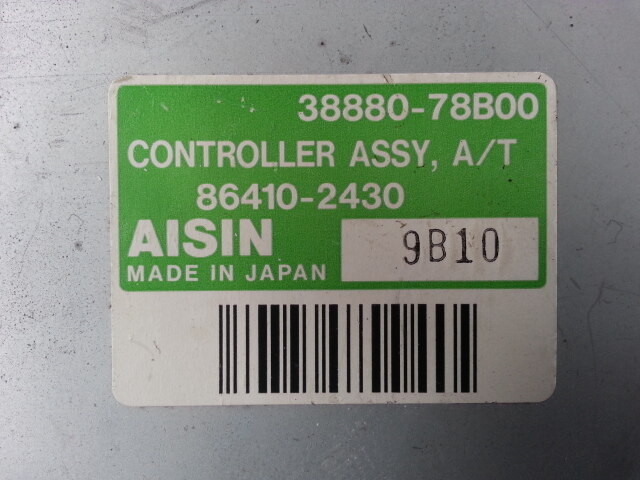 38880-78B00
CONTROLLER ASSY, A/T
86410-2430
AISIN
9B10
MADE IN JAPAN